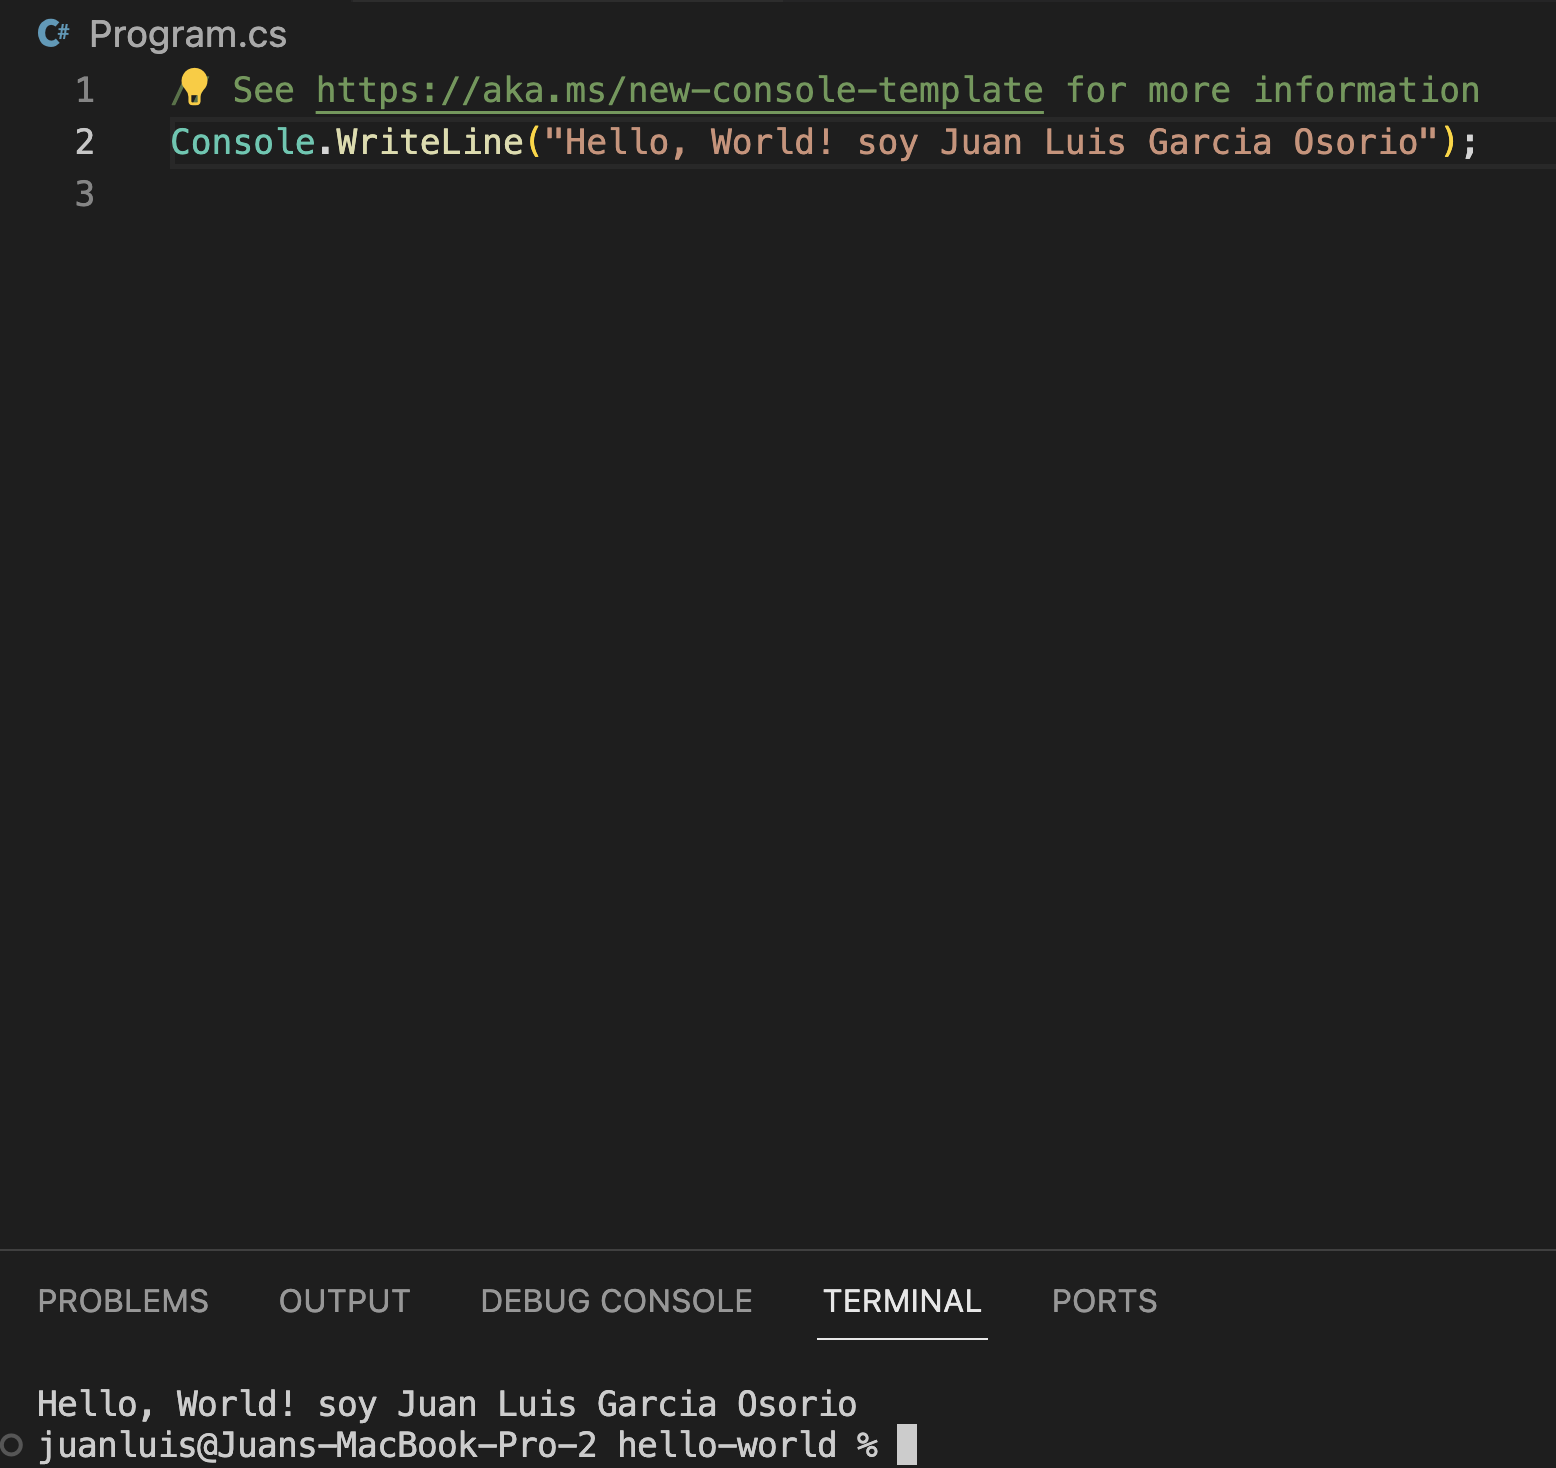 C# Program.cs
1 / See https://aka.ms/new-console-template for more information
2 Console.WriteLine("Hello, World! soy Juan Luis Garcia Osorio");
3
PROBLEMS OUTPUT DEBUG CONSOLE TERMINAL PORTS
Hello, World! soy Juan Luis Garcia Osorio
juanluis@Juans-MacBook-Pro-2 hello-world %